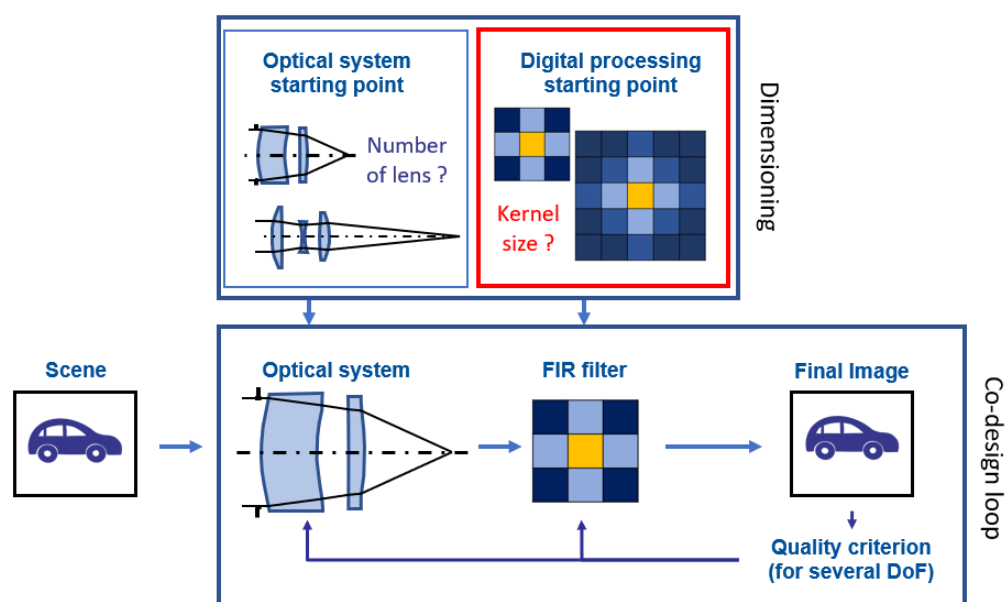 Optical system
starting point
Digital processing
starting point
Number
of lens ?
Kernel
size ?
Dimensioning
Scene
Optical system
FIR filter
Final Image
Quality criterion
(for several DoF)
Co-design loop